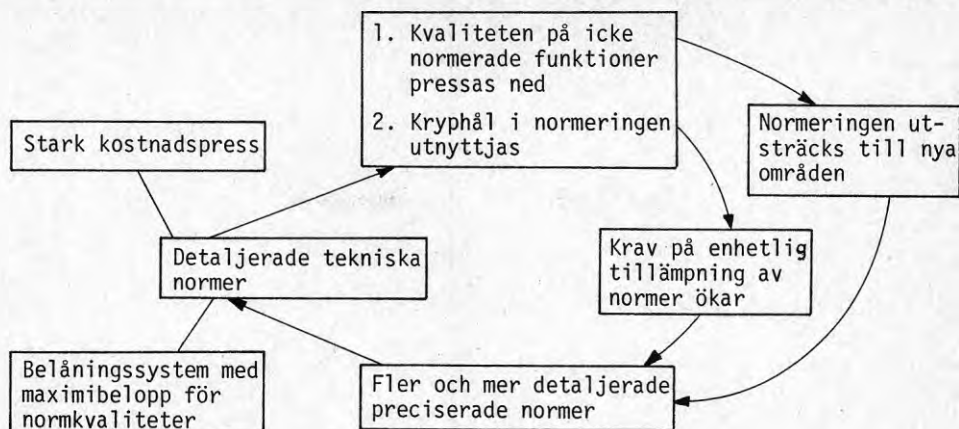 1. Kvaliteten på icke
normerade funktioner
pressas ned
2. Kryphål i normeringen
utnyttjas
Stark kostnadspress
Normeringen ut-
sträcks till nya
områden
Detaljerade tekniska
normer
Krav på enhetlig
tillämpning av
normer ökar
Belåningssystem med
maximibelopp för
normkvaliteter
Fler och mer detaljerade
preciserade normer